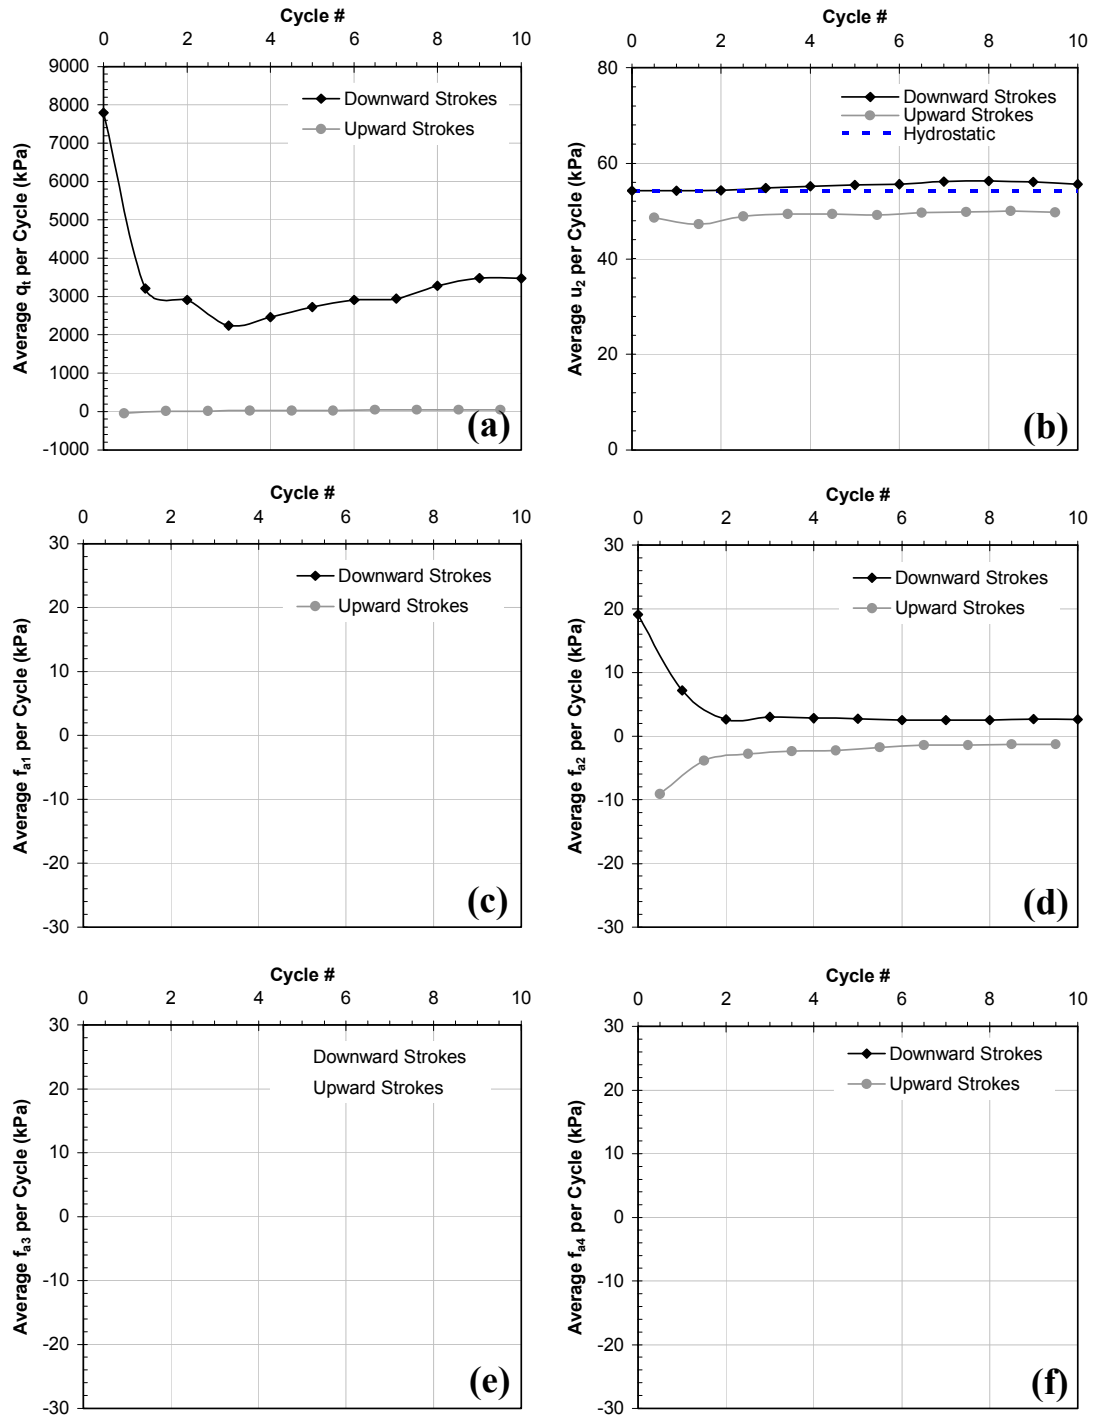 Cycle #
0 2 4 6 8 10
9000
8000
7000
6000
5000
4000
3000
2000
1000
0
-1000
Average qt per Cycle (kPa)
Downward Strokes
Upward Strokes
(a)
Cycle #
0 2 4 6 8 10
80
60
40
20
0
Average u2 per Cycle (kPa)
Downward Strokes
Upward Strokes
Hydrostatic
(b)
Cycle #
0 2 4 6 8 10
30
20
10
0
-10
-20
-30
Average fa1 per Cycle (kPa)
Downward Strokes
Upward Strokes
(c)
Cycle #
0 2 4 6 8 10
30
20
10
0
-10
-20
-30
Average fa2 per Cycle (kPa)
Downward Strokes
Upward Strokes
(d)
Cycle #
0 2 4 6 8 10
30
20
10
0
-10
-20
-30
Average fa3 per Cycle (kPa)
Downward Strokes
Upward Strokes
(e)
Cycle #
0 2 4 6 8 10
30
20
10
0
-10
-20
-30
Average fa4 per Cycle (kPa)
Downward Strokes
Upward Strokes
(f)